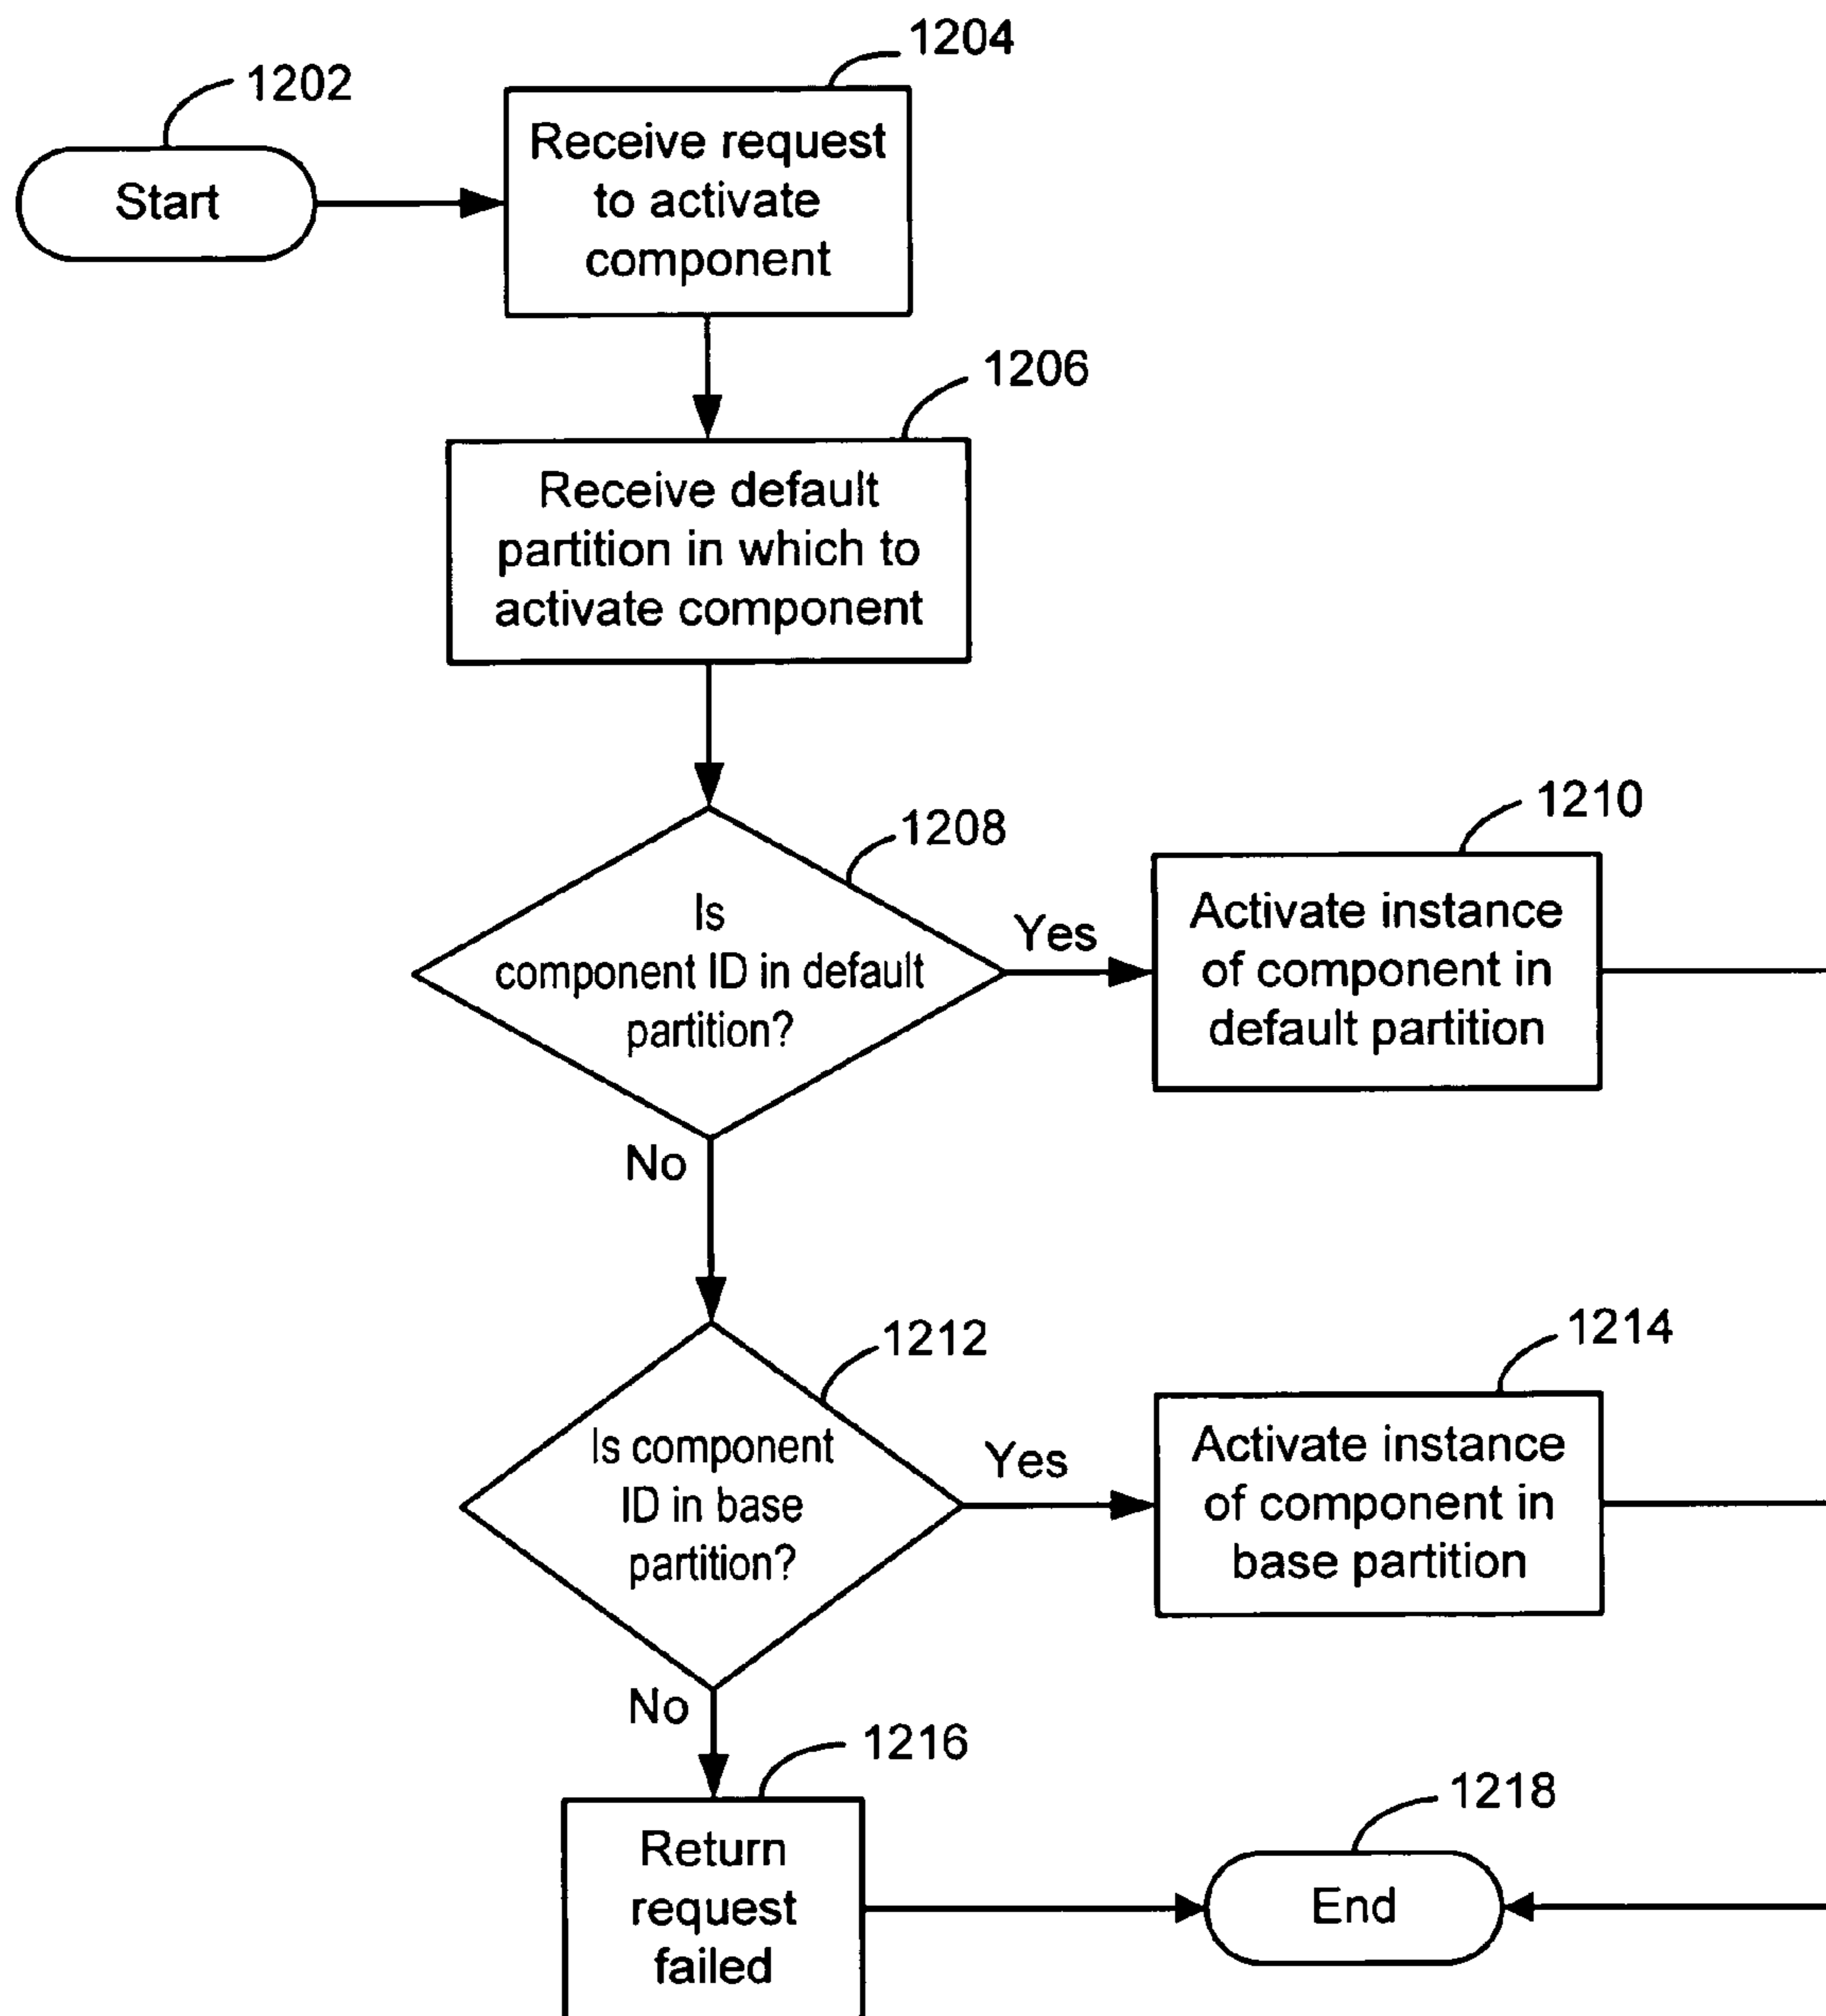 1202
Start
1204
Receive request
to activate
component
1206
Receive default
partition in which to
activate component
1208
Is
component ID in default
partition?
Yes
1210
Activate instance
of component in
default partition
No
1212
Is component
ID in base
partition?
Yes
1214
Activate instance
of component in
base partition
No
1216
Return
request
failed
1218
End